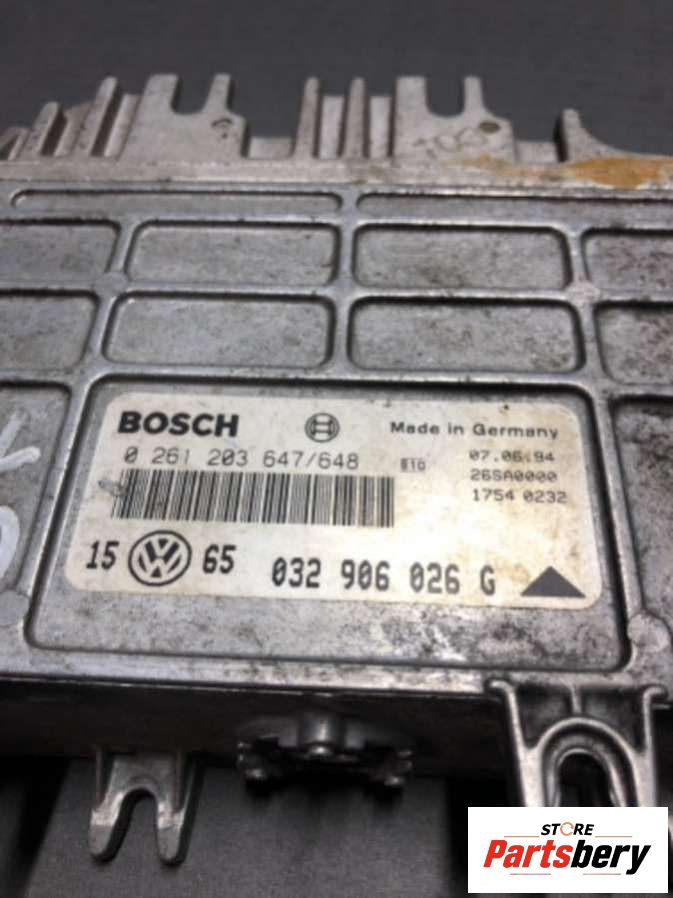 BOSCH
Made in Germany
0 261 203 647/648
07.06.94
26SA0000
1754 0232
15 VW 65 032 906 026 G
STORE
Partsbery